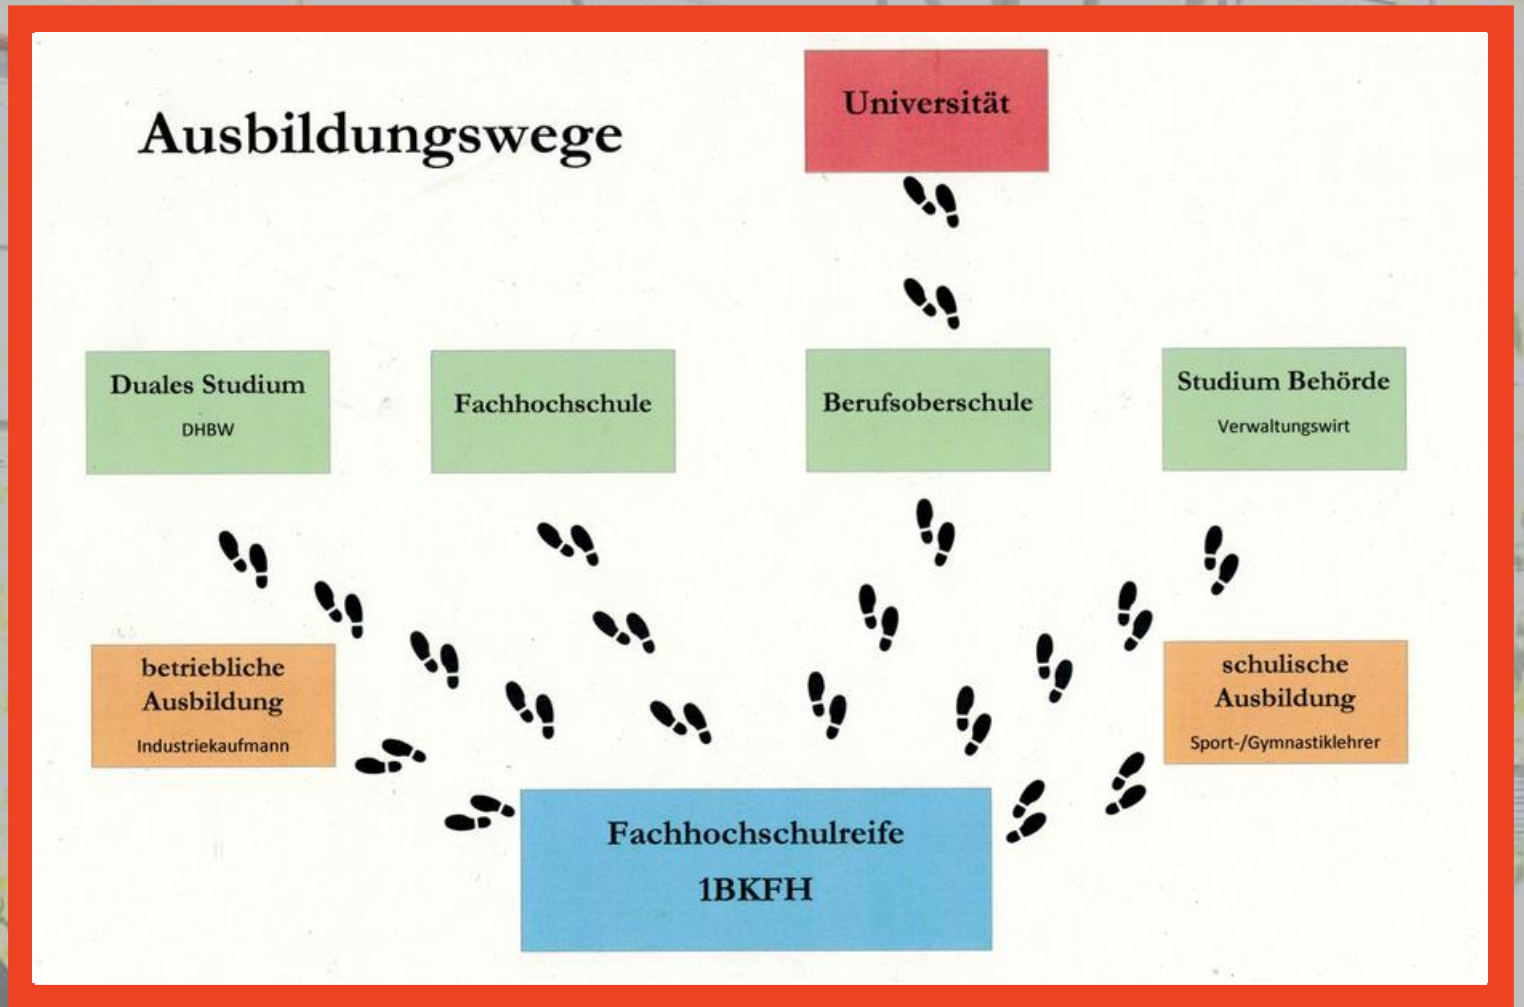 Ausbildungswege
Universität
Duales Studium
DHBW
Fachhochschule
Berufsoberschule
Studium Behörde
Verwaltungswirt
betriebliche
Ausbildung
Industriekaufmann
schulische
Ausbildung
Sport-/Gymnastiklehrer
Fachhochschulreife
1BKFH